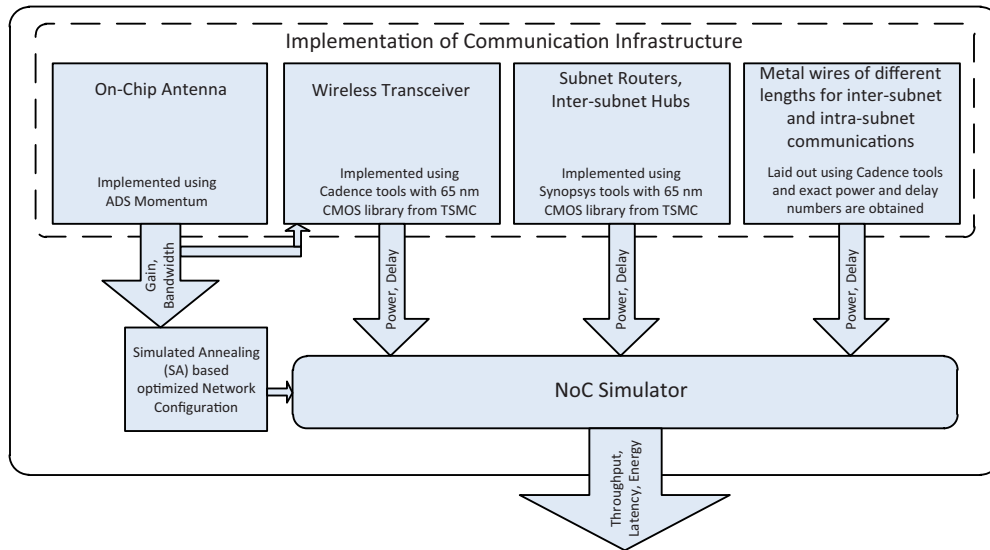 Implementation of Communication Infrastructure
On-Chip Antenna
Implemented using
ADS Momentum
Wireless Transceiver
Implemented using
Cadence tools with 65 nm
CMOS library from TSMC
Subnet Routers,
Inter-subnet Hubs
Implemented using
Synopsys tools with 65 nm
CMOS library from TSMC
Metal wires of different
lengths for inter-subnet
and intra-subnet
communications
Laid out using Cadence tools
and exact power and delay
numbers are obtained
Gain,
Bandwidth
Power, Delay
Power, Delay
Power, Delay
Simulated Annealing
(SA) based
optimized Network
Configuration
NoC Simulator
Throughput,
Latency, Energy